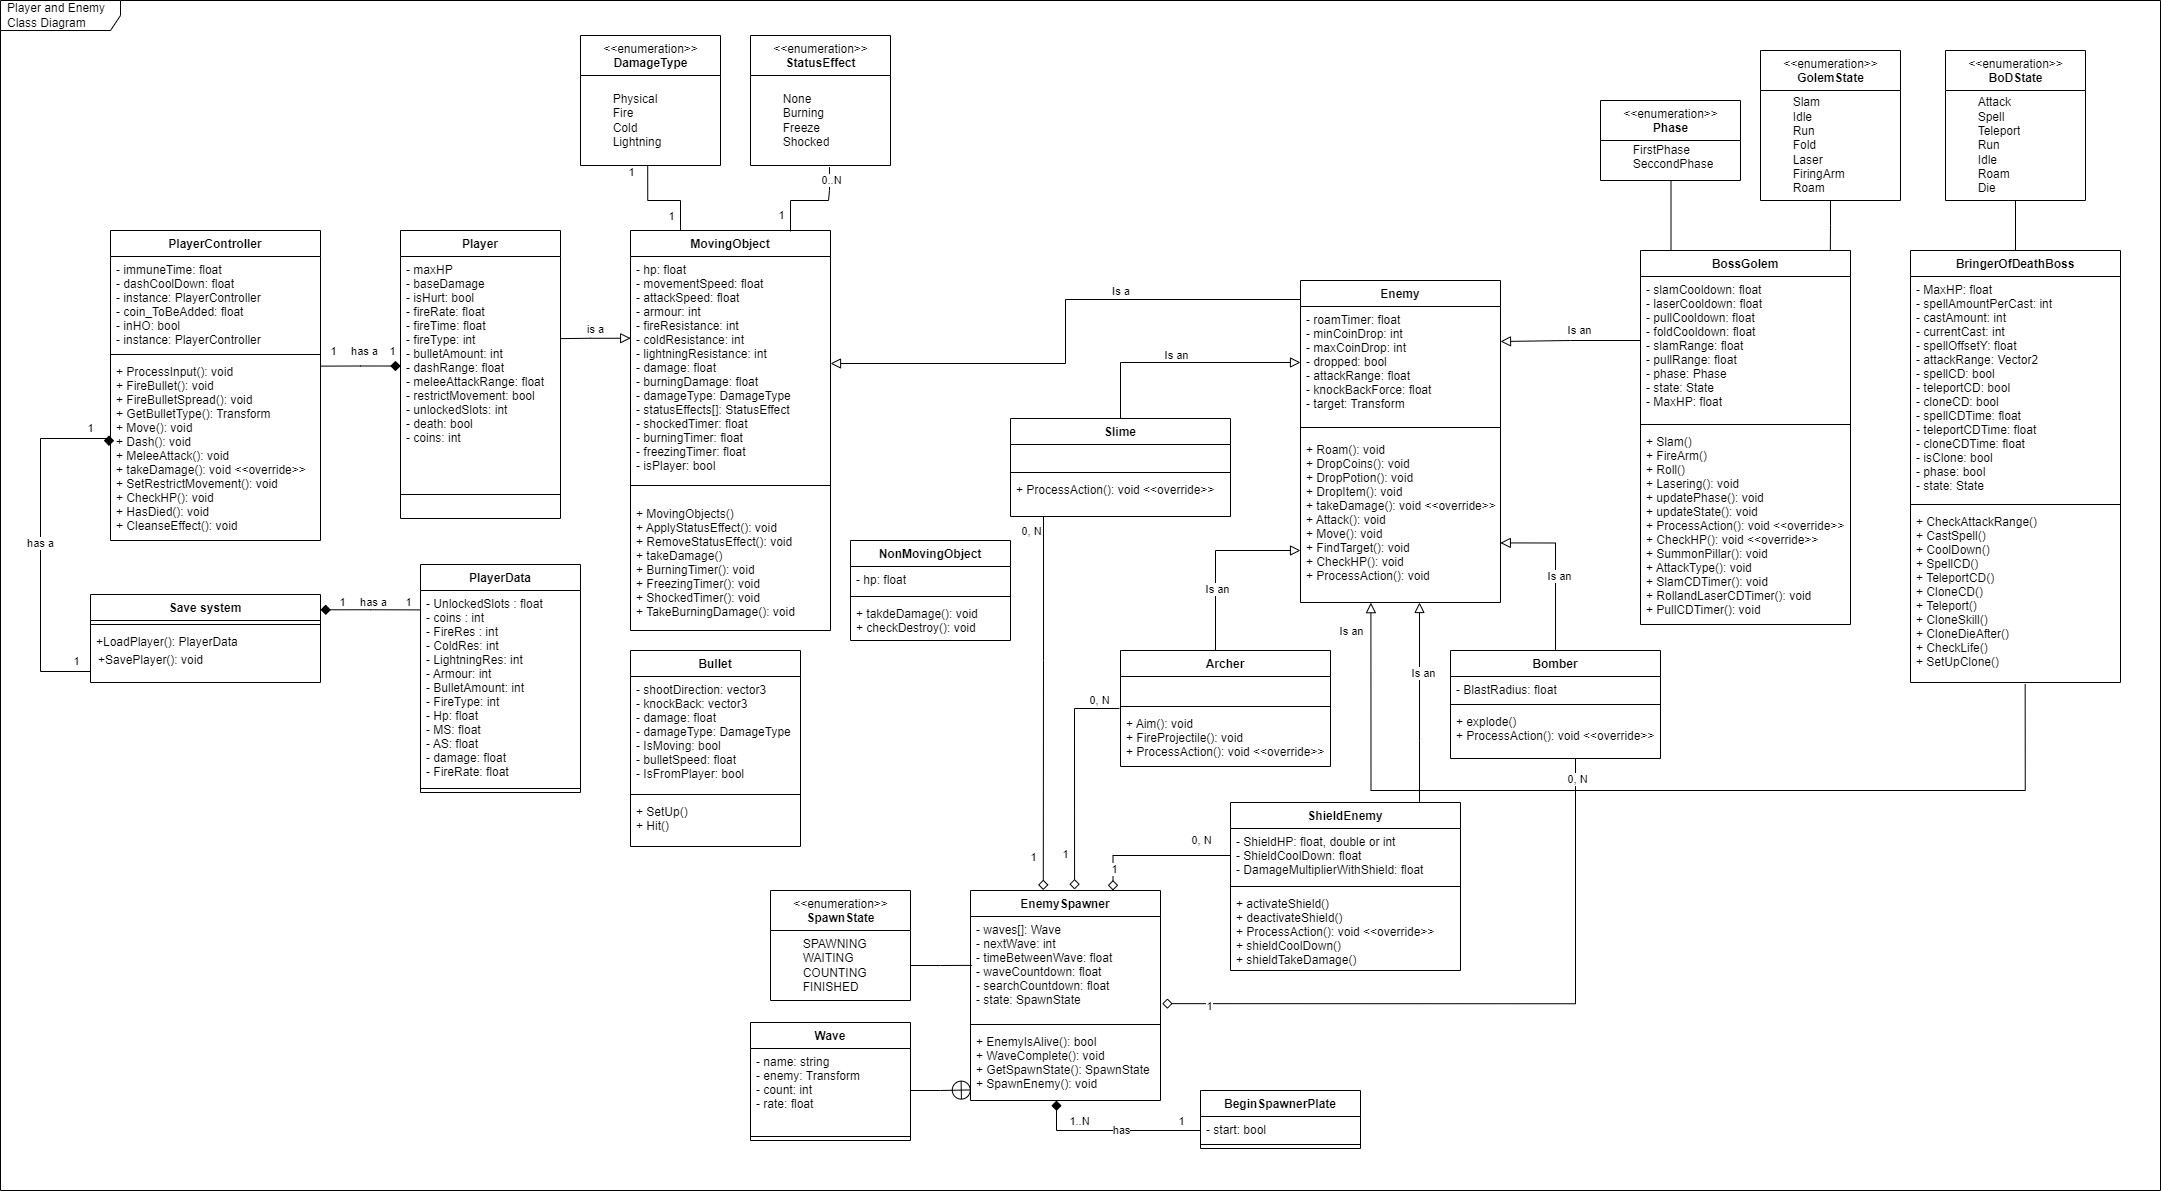 Player and Enemy
Class Diagram
<<enumeration>>
DamageType
Physical
Fire
Cold
Lightning
<<enumeration>>
StatusEffect
None
Burning
Freeze
Shocked
<<enumeration>>
Phase
FirstPhase
SeccondPhase
<<enumeration>>
GolemState
Slam
Idle
Run
Fold
Laser
FiringArm
Roam
<<enumeration>>
BoDState
Attack
Spell
Teleport
Run
Idle
Roam
Die
1
1
0..N
1
PlayerController
- immuneTime: float
- dashCoolDown: float
- instance: PlayerController
- coin_ToBeAdded: float
- inHO: bool
- instance: PlayerController
+ ProcessInput(): void
+ FireBullet(): void
+ FireBulletSpread(): void
+ GetBulletType(): Transform
+ Move(): void
+ Dash(): void
+ MeleeAttack(): void
+ takeDamage(): void <<override>>
+ SetRestrictMovement(): void
+ CheckHP(): void
+ HasDied(): void
+ CleanseEffect(): void
1 has a 1
Player
- maxHP
- baseDamage
- isHurt: bool
- fireRate: float
- fireTime: float
- fireType: int
- bulletAmount: int
- dashRange: float
- meleeAttackRange: float
- restrictMovement: bool
- unlockedSlots: int
- death: bool
- coins: int
is a
MovingObject
- hp: float
- movementSpeed: float
- attackSpeed: float
- armour: int
- fireResistance: int
- coldResistance: int
- lightningResistance: int
- damage: float
- burningDamage: float
- damageType: DamageType
- statusEffects[]: StatusEffect
- shockedTimer: float
- burningTimer: float
- freezingTimer: float
- isPlayer: bool
+ MovingObjects()
+ ApplyStatusEffect(): void
+ RemoveStatusEffect(): void
+ takeDamage()
+ BurningTimer(): void
+ FreezingTimer(): void
+ ShockedTimer(): void
+ TakeBurningDamage(): void
Is a
Enemy
- roamTimer: float
- minCoinDrop: int
- maxCoinDrop: int
- dropped: bool
- attackRange: float
- knockBackForce: float
- target: Transform
+ Roam(): void
+ DropCoins(): void
+ DropPotion(): void
+ DropItem(): void
+ takeDamage(): void <<override>>
+ Attack(): void
+ Move(): void
+ FindTarget(): void
+ CheckHP(): void
+ ProcessAction(): void
Is an
BossGolem
- slamCooldown: float
- laserCooldown: float
- pullCooldown: float
- foldCooldown: float
- slamRange: float
- pullRange: float
- phase: Phase
- state: State
- MaxHP: float
+ Slam()
+ FireArm()
+ Roll()
+ Lasering(): void
+ updatePhase(): void
+ updateState(): void
+ ProcessAction(): void <<override>>
+ CheckHP(): void <<override>>
+ SummonPillar(): void
+ AttackType(): void
+ SlamCDTimer(): void
+ RollandLaserCDTimer(): void
+ PullCDTimer(): void
BringerOfDeathBoss
- MaxHP: float
- spellAmountPerCast: int
- castAmount: int
- currentCast: int
- spellOffsetY: float
- attackRange: Vector2
- spellCD: bool
- teleportCD: bool
- cloneCD: bool
- spellCDTime: float
- teleportCDTime: float
- cloneCDTime: float
- isClone: bool
- phase: bool
- state: State
+ CheckAttackRange()
+ CastSpell()
+ CoolDown()
+ SpellCD()
+ TeleportCD()
+ CloneCD()
+ Teleport()
+ CloneSkill()
+ CloneDieAfter()
+ CheckLife()
+ SetUpClone()
Is an
Slime
+ ProcessAction(): void <<override>>
0, N
1
has a
1
Save system
+LoadPlayer(): PlayerData
+SavePlayer(): void
1 has a 1
PlayerData
- UnlockedSlots : float
- coins : int
- FireRes : int
- ColdRes: int
- LightningRes: int
- Armour: int
- BulletAmount: int
- FireType: int
- Hp: float
- MS: float
- AS: float
- damage: float
- FireRate: float
NonMovingObject
- hp: float
+ takdeDamage(): void
+ checkDestroy(): void
Bullet
- shootDirection: vector3
- knockBack: vector3
- damage: float
- damageType: DamageType
- IsMoving: bool
- bulletSpeed: float
- IsFromPlayer: bool
+ SetUp()
+ Hit()
Is an
Archer
+ Aim(): void
+ FireProjectile(): void
+ ProcessAction(): void <<override>>
0, N
Is an
Is an
Is an
Bomber
- BlastRadius: float
+ explode()
+ ProcessAction(): void <<override>>
0, N
ShieldEnemy
- ShieldHP: float, double or int
- ShieldCoolDown: float
- DamageMultiplierWithShield: float
+ activateShield()
+ deactivateShield()
+ ProcessAction(): void <<override>>
+ shieldCoolDown()
+ shieldTakeDamage()
0, N
1
1
1
<<enumeration>>
SpawnState
SPAWNING
WAITING
COUNTING
FINISHED
EnemySpawner
- waves[]: Wave
- nextWave: int
- timeBetweenWave: float
- waveCountdown: float
- searchCountdown: float
- state: SpawnState
+ EnemyIsAlive(): bool
+ WaveComplete(): void
+ GetSpawnState(): SpawnState
+ SpawnEnemy(): void
1
Wave
- name: string
- enemy: Transform
- count: int
- rate: float
1..N has 1
BeginSpawnerPlate
- start: bool